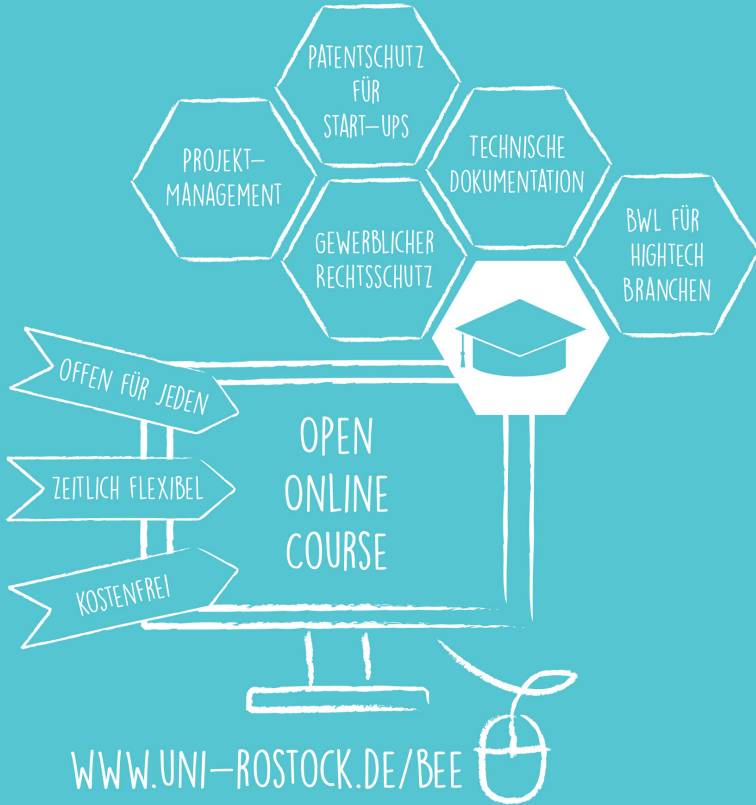 PATENTSCHUTZ
FÜR
START-UPS
PROJEKT-
MANAGEMENT
TECHNISCHE
DOKUMENTATION
GEWERBLICHER
RECHTSSCHUTZ
BWL FÜR
HIGHTECH
BRANCHEN
OFFEN FÜR JEDEN
ZEITLICH FLEXIBEL
KOSTENFREI
OPEN
ONLINE
COURSE
WWW.UNI-ROSTOCK.DE/BEE